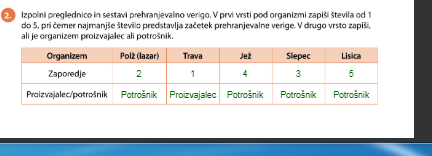 2. Izpolni preglednico in sestavi prehranjevalno verigo. V prvi vrsti pod organizmi zapiši števila od 1
do 5, pri čemer najmanjše število predstavlja začetek prehranjevalne verige. V drugo vrsto zapiši,
ali je organizem proizvajalec ali potrošnik.
Organizem Polž (lazar) Trava Jež Slepec Lisica
Zaporedje 2 1 4 3 5
Proizvajalec/potrošnik Potrošnik Proizvajalec Potrošnik Potrošnik Potrošnik